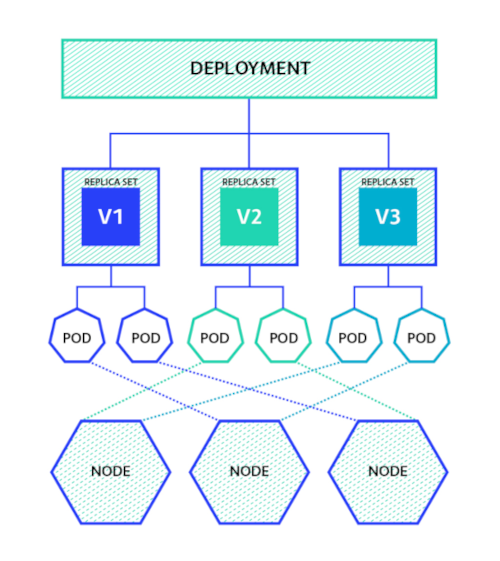 DEPLOYMENT
REPLICA SET
V1
REPLICA SET
V2
REPLICA SET
V3
POD
POD
POD
POD
POD
POD
NODE
NODE
NODE